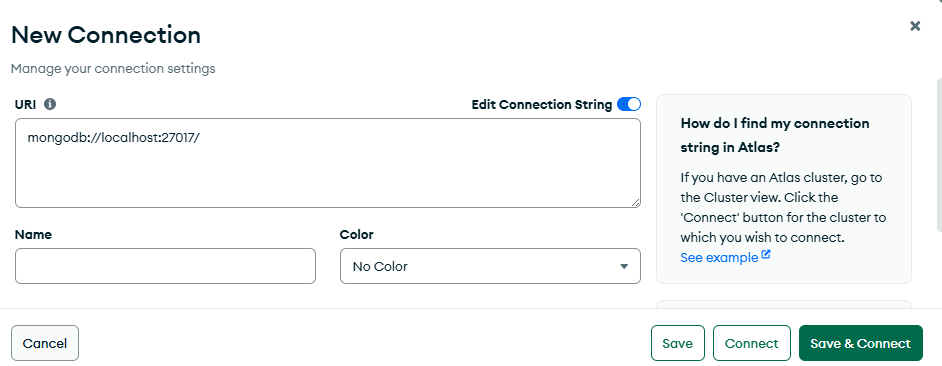 New Connection
Manage your connection settings
URI
Edit Connection String
mongodb://localhost:27017/
Name
Color
No Color
How do I find my connection
string in Atlas?
If you have an Atlas cluster, go to
the Cluster view. Click the
'Connect' button for the cluster to
which you wish to connect.
See example
Cancel
Save
Connect
Save & Connect